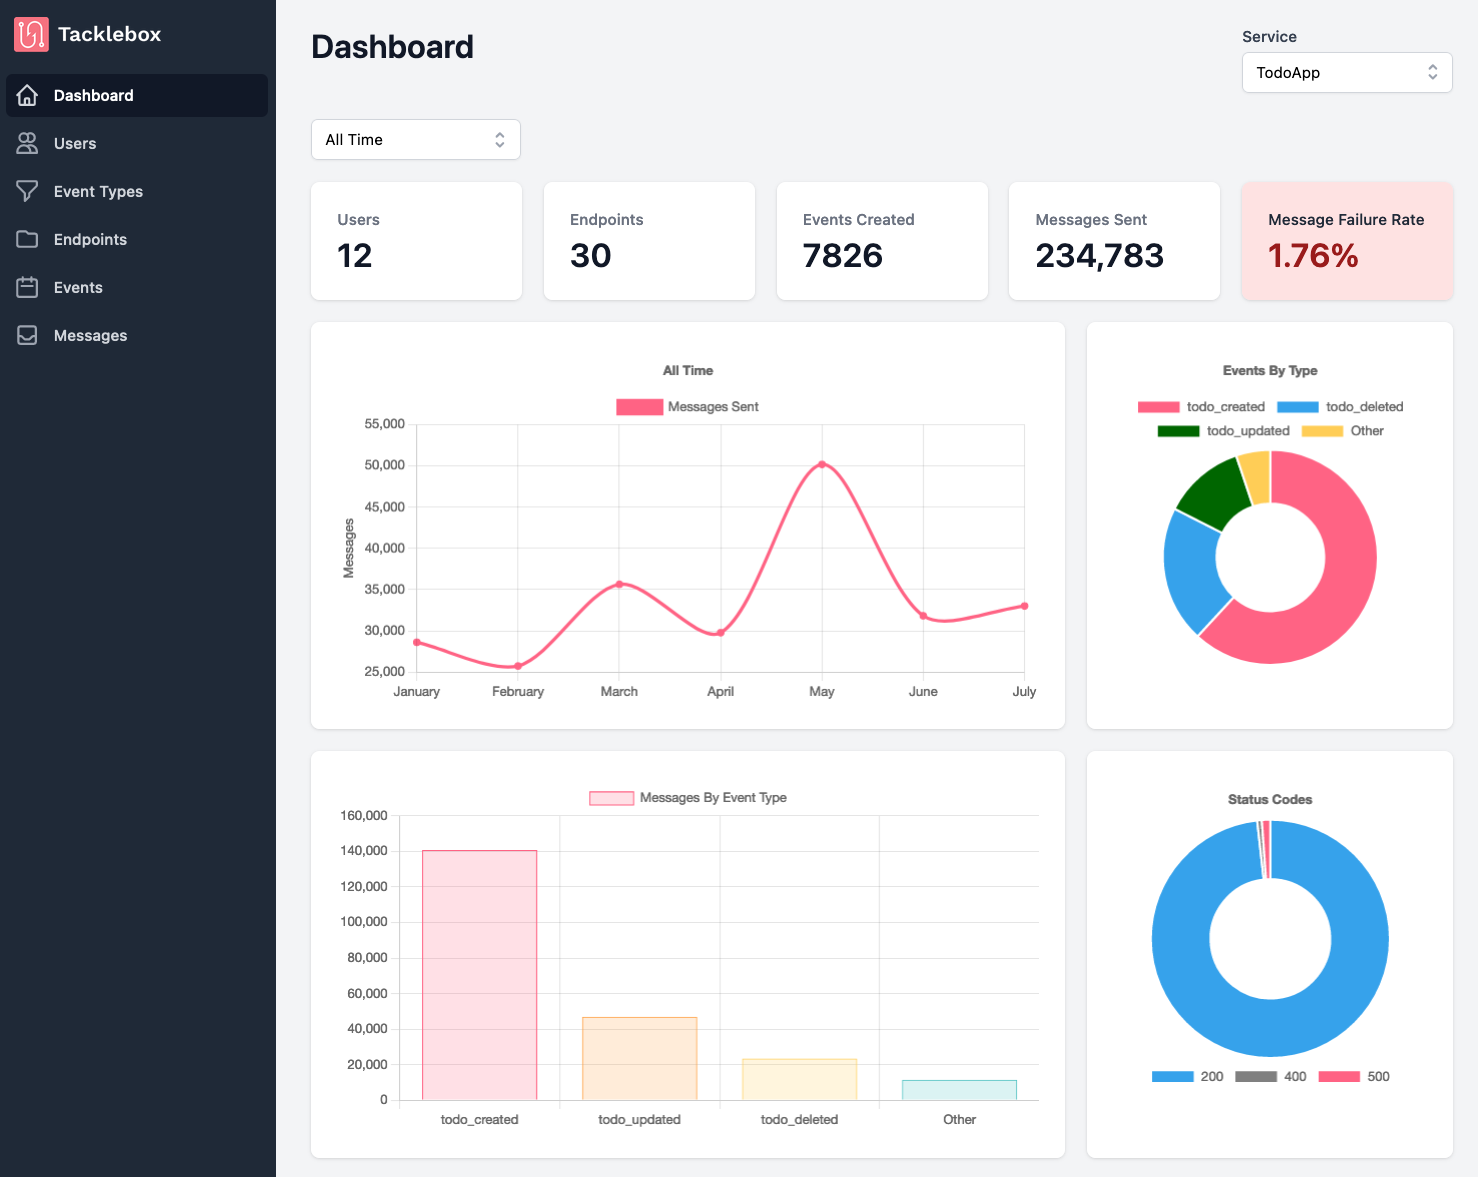 Tacklebox
Dashboard
Users
Event Types
Endpoints
Events
Messages
Dashboard
Service
TodoApp
All Time
Users
12
Endpoints
30
Events Created
7826
Messages Sent
234,783
Message Failure Rate
1.76%
All Time
Messages Sent
55,000
50,000
45,000
40,000
35,000
30,000
25,000
Messages
January February March April May June July
Events By Type
todo_created todo_deleted
todo_updated Other
Messages By Event Type
160,000
140,000
120,000
100,000
80,000
60,000
40,000
20,000
0
todo_created todo_updated todo_deleted Other
Status Codes
200 400 500